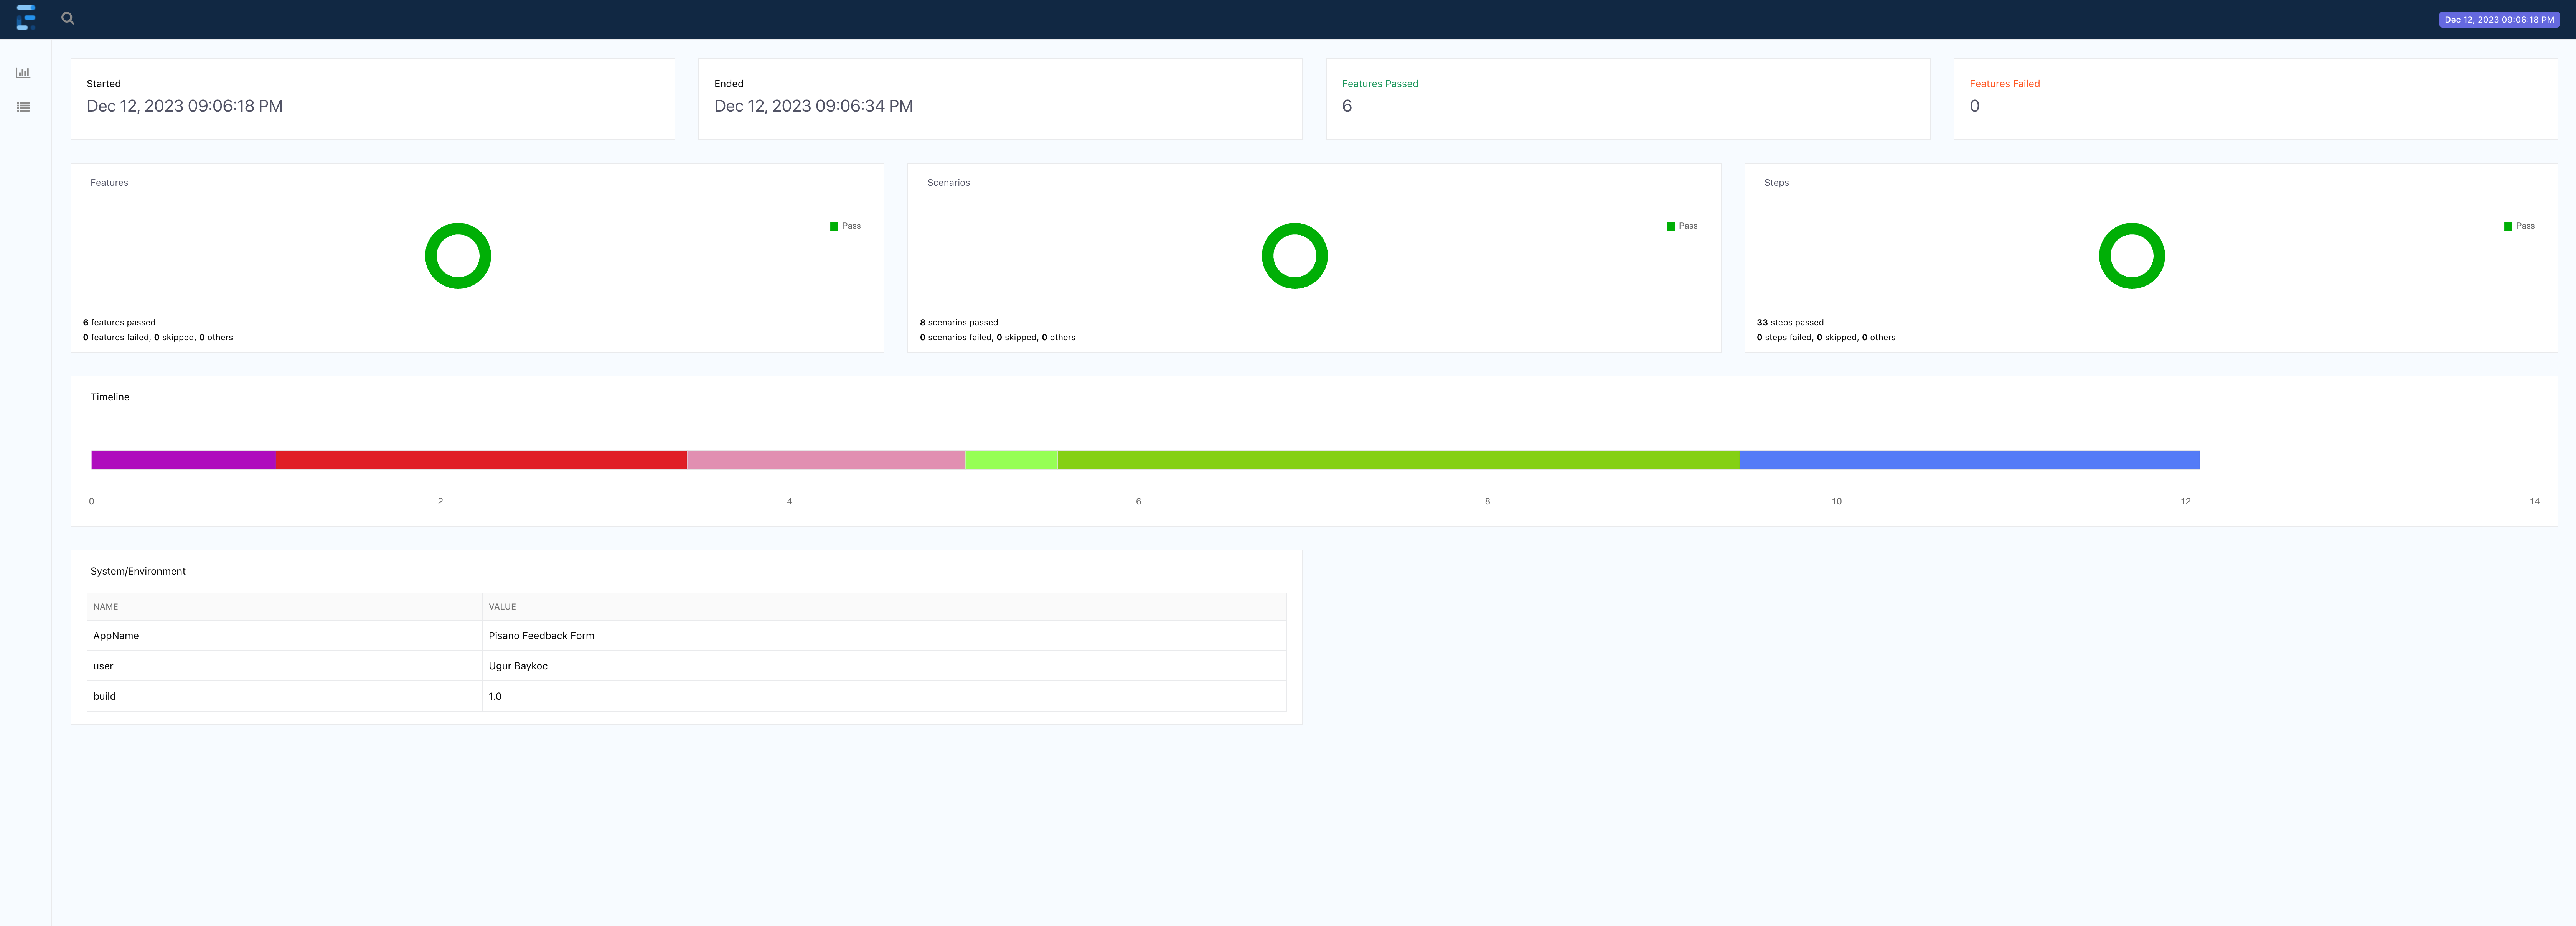 Dec 12, 2023 09:06:18 PM
Started
Dec 12, 2023 09:06:18 PM
Ended
Dec 12, 2023 09:06:34 PM
Features Passed
6
Features Failed
0
Features
Pass
6 features passed
0 features failed, 0 skipped, 0 others
Scenarios
Pass
8 scenarios passed
0 scenarios failed, 0 skipped, 0 others
Steps
Pass
33 steps passed
0 steps failed, 0 skipped, 0 others
Timeline
0 2 4 6 8 10 12 14
System/Environment
NAME VALUE
AppName Pisano Feedback Form
user Ugur Baykoc
build 1.0